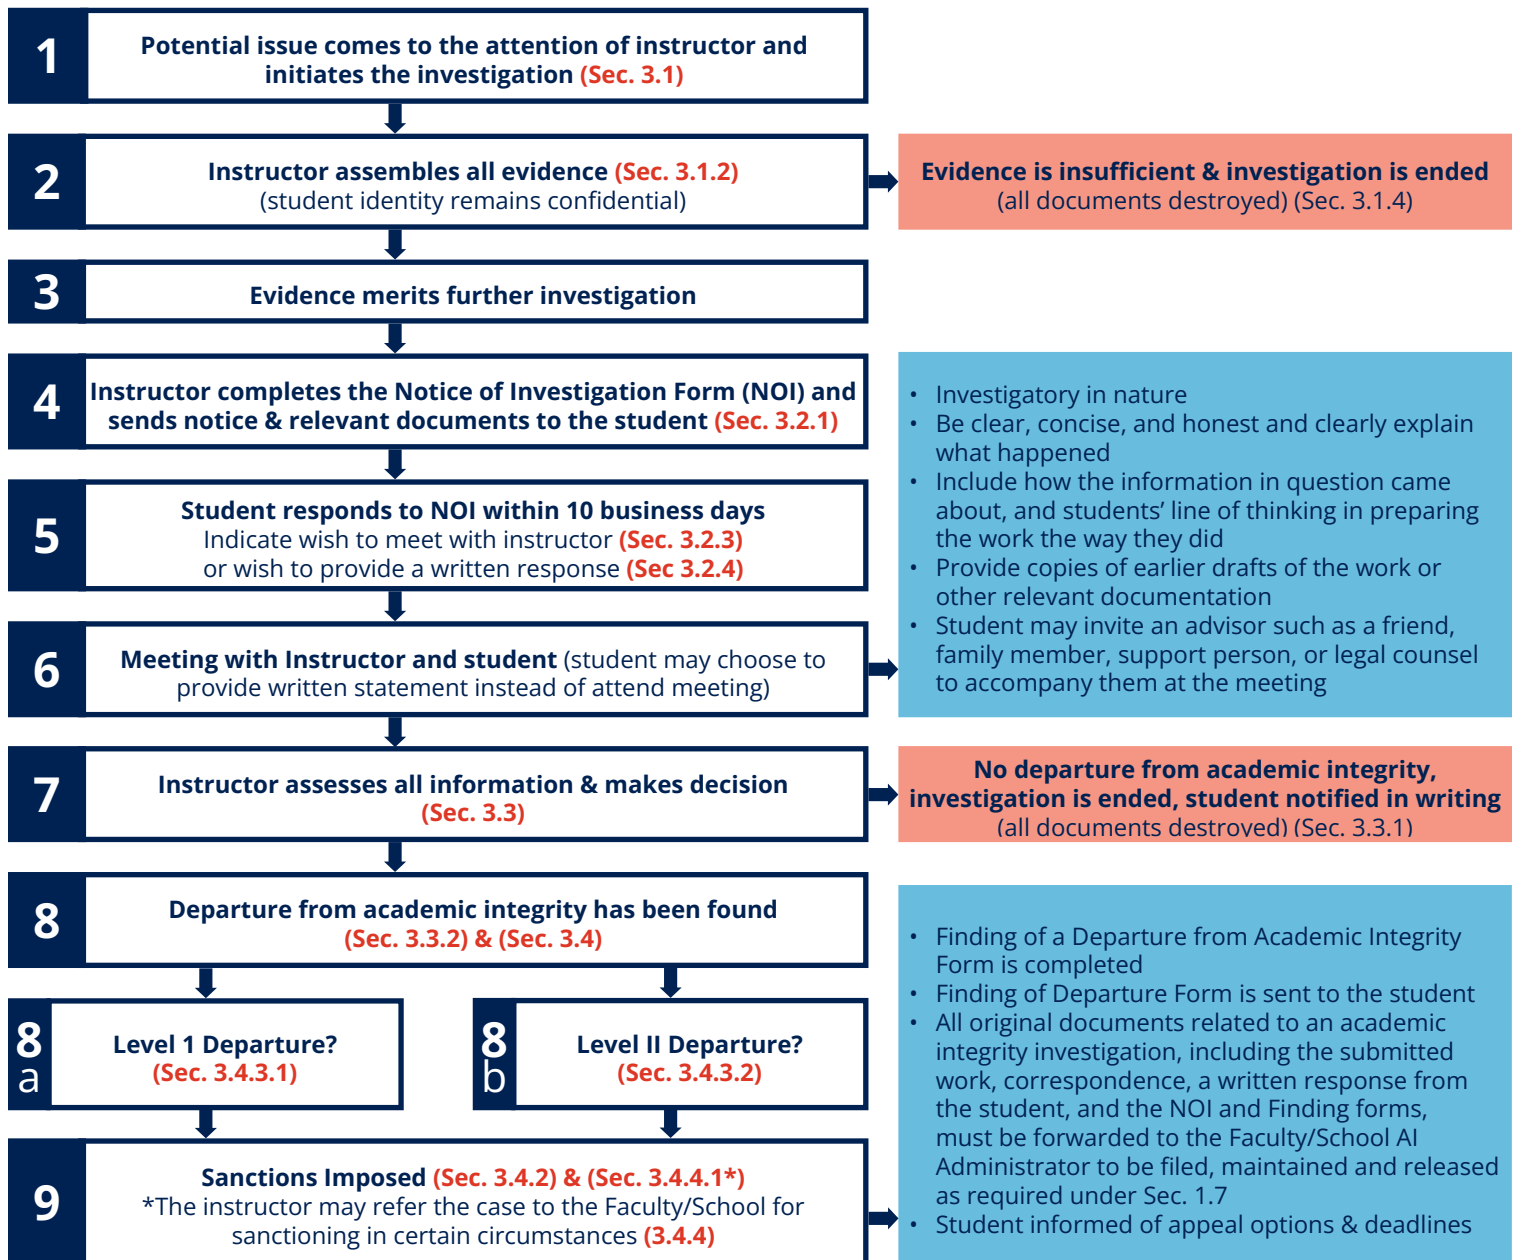 1
Potential issue comes to the attention of instructor and
initiates the investigation (Sec. 3.1)
2
Instructor assembles all evidence (Sec. 3.1.2)
(student identity remains confidential)
Evidence is insufficient & investigation is ended
(all documents destroyed) (Sec. 3.1.4)
3
Evidence merits further investigation
4
Instructor completes the Notice of Investigation Form (NOI) and
sends notice & relevant documents to the student (Sec. 3.2.1)
5
Student responds to NOI within 10 business days
Indicate wish to meet with instructor (Sec. 3.2.3)
or wish to provide a written response (Sec 3.2.4)
6
Meeting with Instructor and student (student may choose to
provide written statement instead of attend meeting)
• Investigatory in nature
• Be clear, concise, and honest and clearly explain
what happened
• Include how the information in question came
about, and students’ line of thinking in preparing
the work the way they did
• Provide copies of earlier drafts of the work or
other relevant documentation
• Student may invite an advisor such as a friend,
family member, support person, or legal counsel
to accompany them at the meeting
7
Instructor assesses all information & makes decision
(Sec. 3.3)
No departure from academic integrity,
investigation is ended, student notified in writing
(all documents destroyed) (Sec. 3.3.1)
8
Departure from academic integrity has been found
(Sec. 3.3.2) & (Sec. 3.4)
8
a
Level 1 Departure?
(Sec. 3.4.3.1)
8
b
Level II Departure?
(Sec. 3.4.3.2)
9
Sanctions Imposed (Sec. 3.4.2) & (Sec. 3.4.4.1*)
*The instructor may refer the case to the Faculty/School for
sanctioning in certain circumstances (3.4.4)
• Finding of a Departure from Academic Integrity
Form is completed
• Finding of Departure Form is sent to the student
• All original documents related to an academic
integrity investigation, including the submitted
work, correspondence, a written response from
the student, and the NOI and Finding forms,
must be forwarded to the Faculty/School AI
Administrator to be filed, maintained and released
as required under Sec. 1.7
• Student informed of appeal options & deadlines